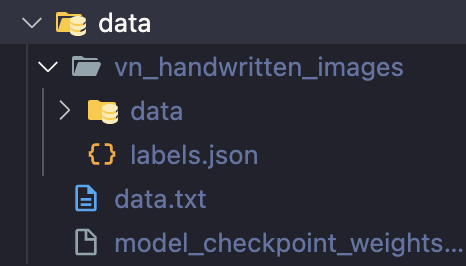 data
vn_handwritten_images
data
{} labels.json
data.txt
model_checkpoint_weights...